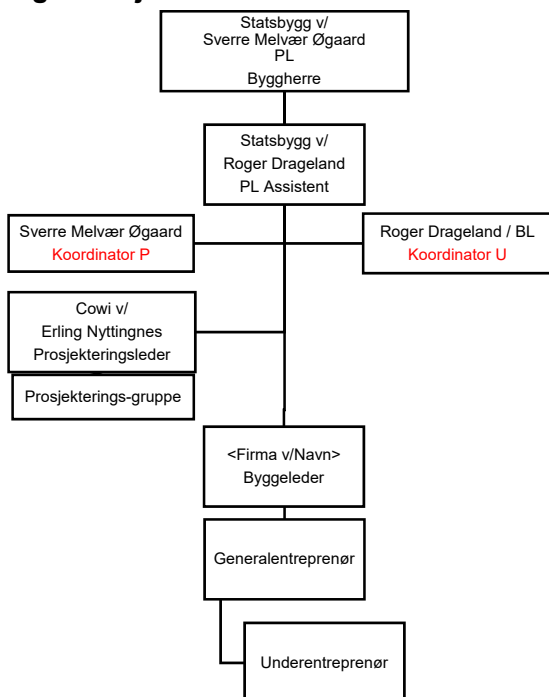 Statsbygg v/
Sverre Melvær Øgaard
PL
Byggherre
Statsbygg v/
Roger Drageland
PL Assistent
Sverre Melvær Øgaard
Koordinator P
Roger Drageland / BL
Koordinator U
Cowi v/
Erling Nyttingnes
Prosjekteringsleder
Prosjekterings-gruppe
<Firma v/Navn>
Byggeleder
Generalentreprenør
Underentreprenør